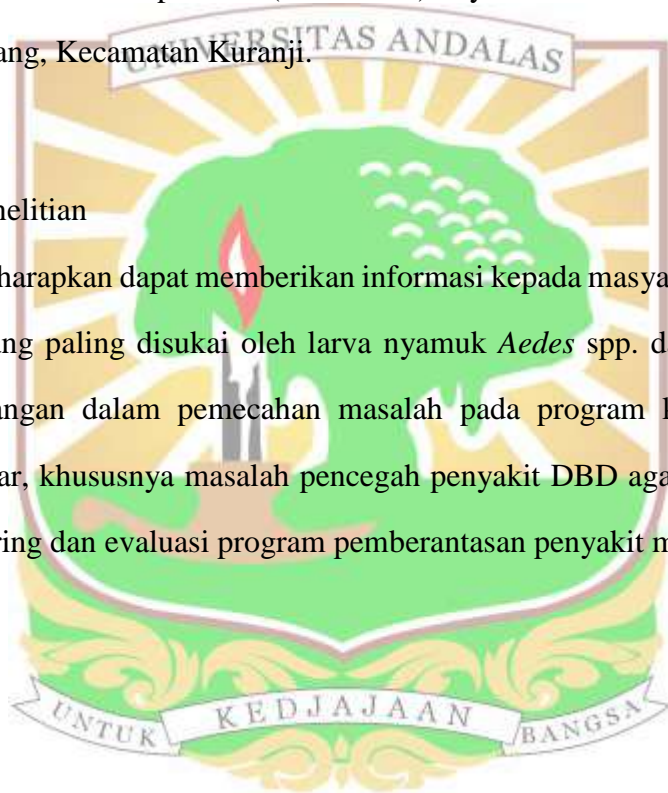 ang, Kecamatan Kuranji.
UNIVERSITAS ANDALAS
nelitian
harapkan dapat memberikan informasi kepada masya
ng paling disukai oleh larva nyamuk Aedes spp. d
angan dalam pemecahan masalah pada program
ar, khususnya masalah pencegah penyakit DBD aga
ring dan evaluasi program pemberantasan penyakit m
UNTUK KEDJAJAAN BANGSA